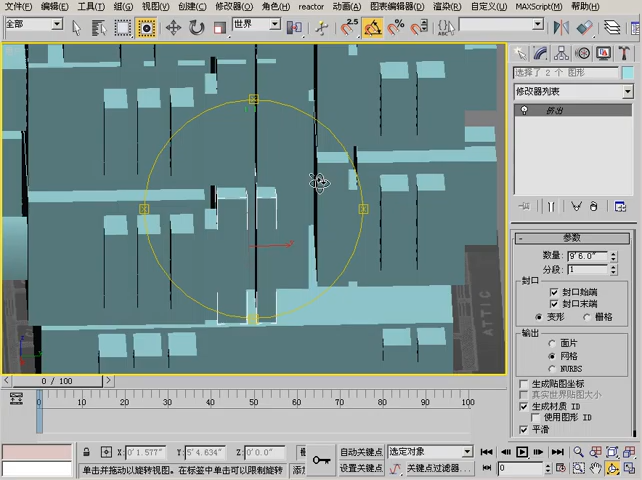 文件(F) 编辑(E) 工具(T) 组(G) 视图(V) 创建(C) 修改器(O) 角色(H) reactor 动画(A) 图表编辑器(D) 渲染(R) 自定义(U) MAXScript(M) 帮助(H)
全部 世界 2.5 %
选择了 2 个 图形
修改器列表
挤出
参数
数量: 9'6.0"
分段: 1
封口
封口始端
封口末端
变形 栅格
输出
面片
网格
NURBS
生成贴图坐标
真实世界贴图大小
生成材质 ID
使用图形 ID
平滑
ATTIC
0 / 100
0 10 20 30 40 50 60 70 80 90 100
X: 0'1.577" Y: 5'4.634" Z: 0'0.0"
自动关键点 选定对象
单击并拖动以旋转视图。在标签中单击可以限制旋转 添加 设置关键点 关键点过滤器... 0